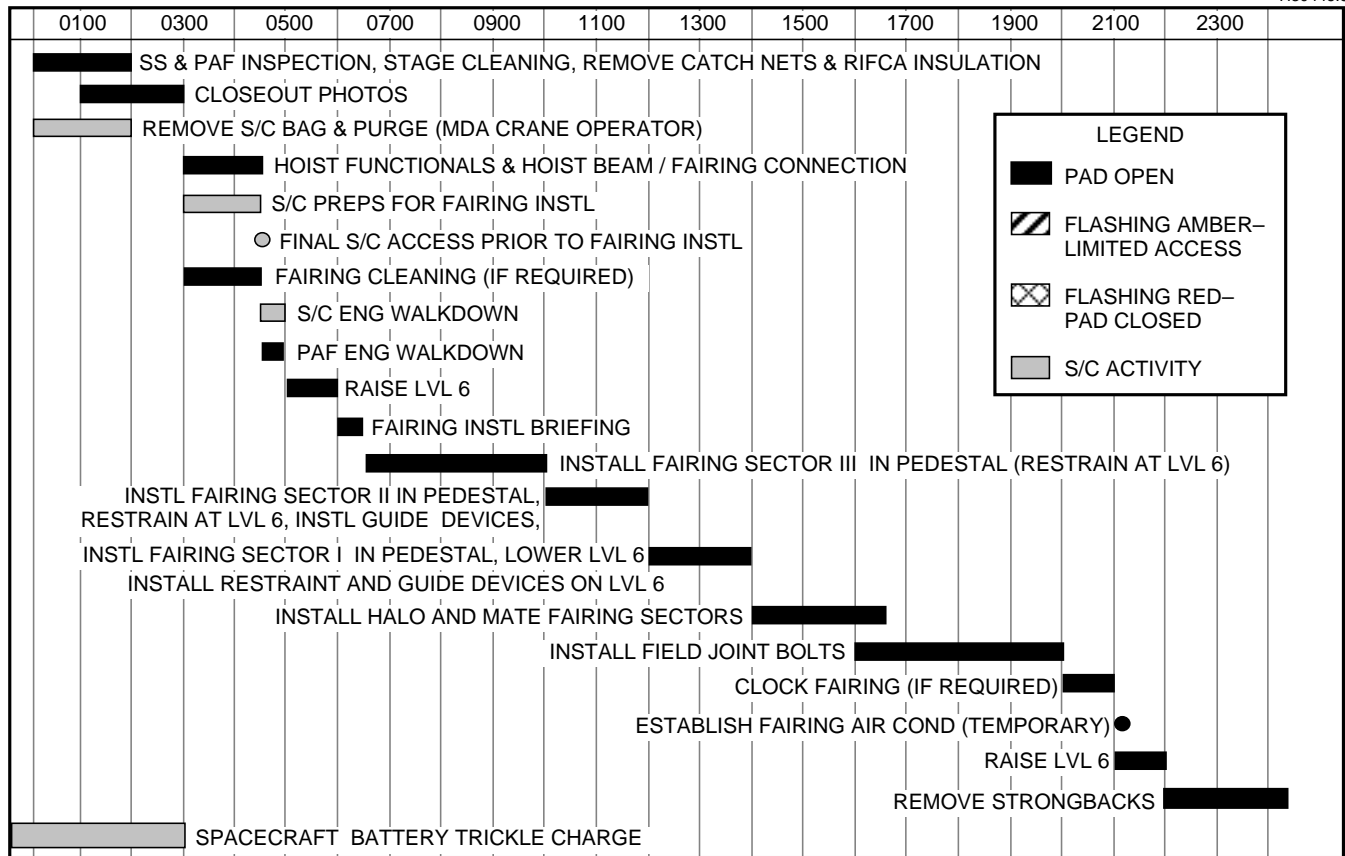 0100 0300 0500 0700 0900 1100 1300 1500 1700 1900 2100 2300
SS & PAF INSPECTION, STAGE CLEANING, REMOVE CATCH NETS & RIFCA INSULATION
CLOSEOUT PHOTOS
REMOVE S/C BAG & PURGE (MDA CRANE OPERATOR)
HOIST FUNCTIONALS & HOIST BEAM / FAIRING CONNECTION
S/C PREPS FOR FAIRING INSTL
FINAL S/C ACCESS PRIOR TO FAIRING INSTL
FAIRING CLEANING (IF REQUIRED)
S/C ENG WALKDOWN
PAF ENG WALKDOWN
RAISE LVL 6
FAIRING INSTL BRIEFING
INSTALL FAIRING SECTOR III IN PEDESTAL (RESTRAIN AT LVL 6)
INSTL FAIRING SECTOR II IN PEDESTAL,
RESTRAIN AT LVL 6, INSTL GUIDE DEVICES,
INSTL FAIRING SECTOR I IN PEDESTAL, LOWER LVL 6
INSTALL RESTRAINT AND GUIDE DEVICES ON LVL 6
INSTALL HALO AND MATE FAIRING SECTORS
INSTALL FIELD JOINT BOLTS
CLOCK FAIRING (IF REQUIRED)
ESTABLISH FAIRING AIR COND (TEMPORARY)
RAISE LVL 6
REMOVE STRONGBACKS
SPACECRAFT BATTERY TRICKLE CHARGE
LEGEND
PAD OPEN
FLASHING AMBER–
LIMITED ACCESS
FLASHING RED–
PAD CLOSED
S/C ACTIVITY